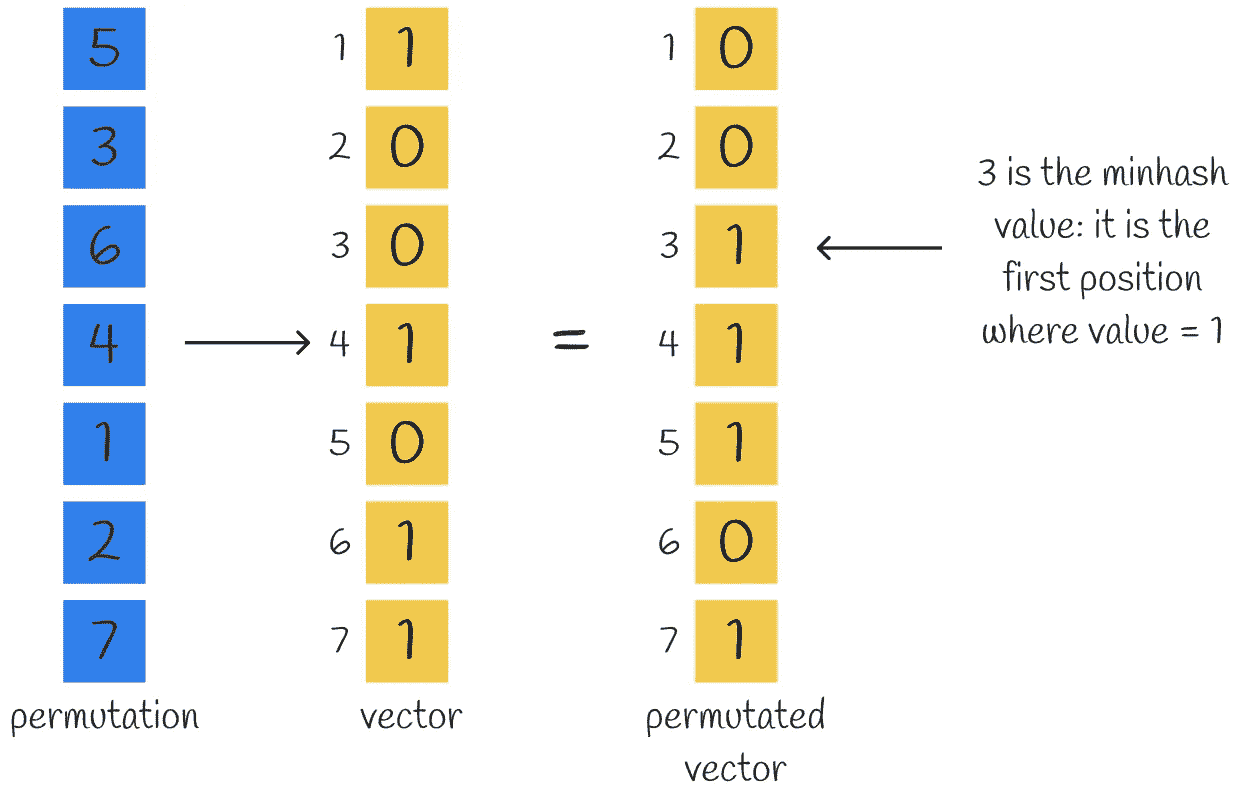 5 1 1 1 0
3 2 0 2 0
6 3 0 3 1
4 4 1 = 4 1
1 5 0 5 1
2 6 1 6 0
7 7 1 7 1
3 is the minhash
value: it is the
first position
where value = 1
permutation vector permutated
vector